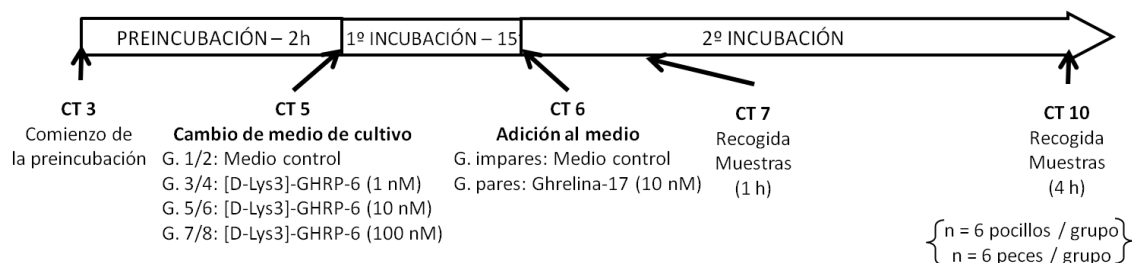 PREINCUBACIÓN – 2h
1º INCUBACIÓN – 15'
2º INCUBACIÓN
CT 3
Comienzo de
la preincubación
CT 5
Cambio de medio de cultivo
G. 1/2: Medio control
G. 3/4: [D-Lys3]-GHRP-6 (1 nM)
G. 5/6: [D-Lys3]-GHRP-6 (10 nM)
G. 7/8: [D-Lys3]-GHRP-6 (100 nM)
CT 6
Adición al medio
G. impares: Medio control
G. pares: Ghrelina-17 (10 nM)
CT 7
Recogida
Muestras
(1 h)
CT 10
Recogida
Muestras
(4 h)
n = 6 pocillos / grupo
n = 6 peces / grupo